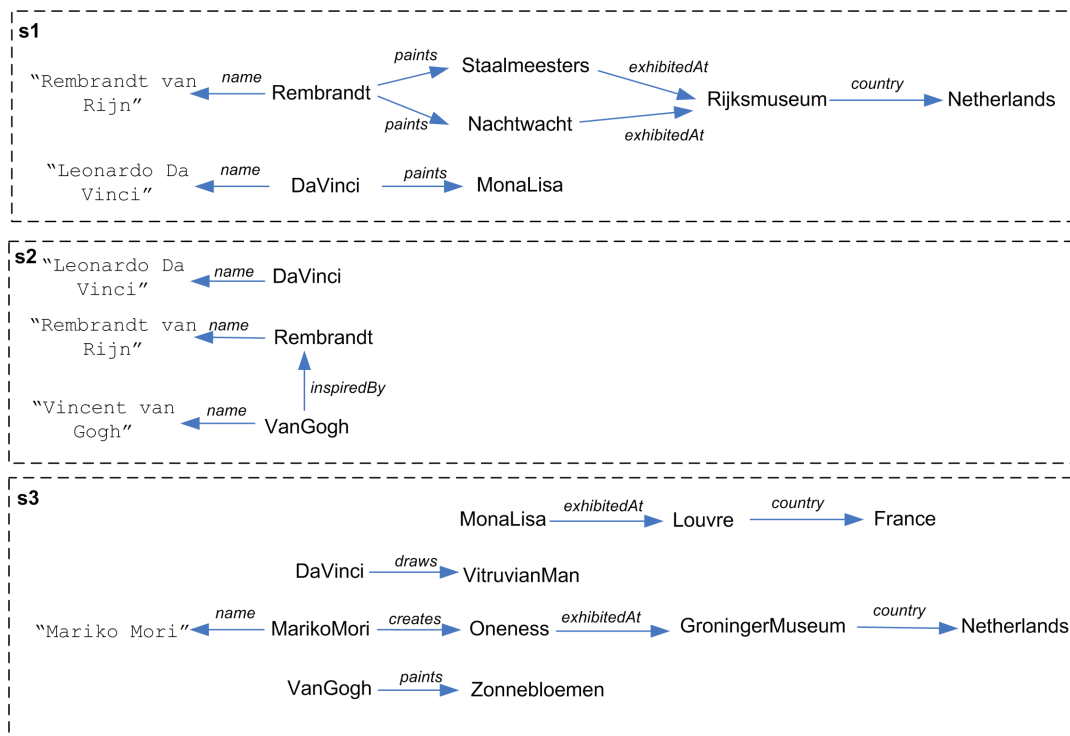 s1
paints
Staalmeesters
exhibitedAt
"Rembrandt van
Rijn"
name
Rembrandt
Rijksmuseum
country
Netherlands
paints
Nachtwacht
exhibitedAt
"Leonardo Da
Vinci"
name
DaVinci
paints
MonaLisa
s2
"Leonardo Da
Vinci"
name
DaVinci
"Rembrandt van
Rijn"
name
Rembrandt
inspiredBy
"Vincent van
Gogh"
name
VanGogh
s3
MonaLisa
exhibitedAt
Louvre
country
France
DaVinci
draws
VitruvianMan
"Mariko Mori"
name
MarikoMori
creates
Oneness
exhibitedAt
GroningerMuseum
country
Netherlands
VanGogh
paints
Zonnebloemen